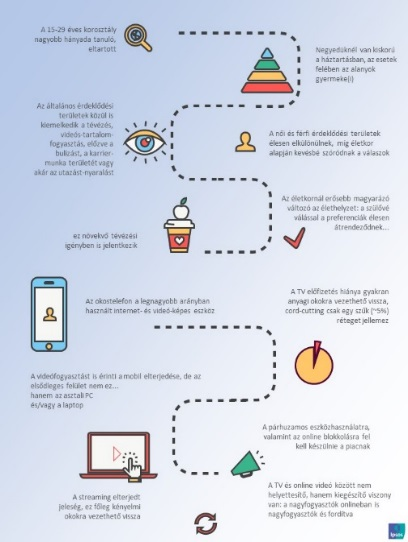 A 15-29 éves korosztály
nagyobb hányada tanuló,
eltartott
Negyedüknél van kiskorú
a háztartásban, az esetek
felében az alanyok
gyermeke(i)
Az általános érdeklődési
területek közül is
kiemelkedik a tévézés,
videós-tartalom-
fogyasztás, előzve a
bulizást, a karrier-
munka területét vagy
akár az utazást-nyaralást
A női és férfi érdeklődési területek
élesen elkülönülnek, míg életkor
alapján kevésbé szóródnak a válaszok
Az életkornál erősebb magyarázó
változó az élethelyzet: a szülővé
válással a preferenciák élesen
átrendeződnek...
ez növekvő tévézési
igényben is jelentkezik
Az okostelefon a legnagyobb arányban
használt internet- és videó-képes eszköz
A TV előfizetés hiánya gyakran
anyagi okokra vezethető vissza,
cord-cutting csak egy szűk (~5%)
réteget jellemez
A videófogyasztást is érinti a mobil elterjedése, de az
elsődleges felület nem ez...
hanem az asztali PC
és/vagy a laptop
A párhuzamos eszközhasználatra,
valamint az online blokkolásra fel
kell készülnie a piacnak
A streaming elterjedt
jelenség, ez főleg kényelmi
okokra vezethető vissza
A TV és online videó között nem
helyettesítő, hanem kiegészítő viszony
van: a nagyfogyasztók onlineban is
nagyfogyasztók és fordítva
Ipsos